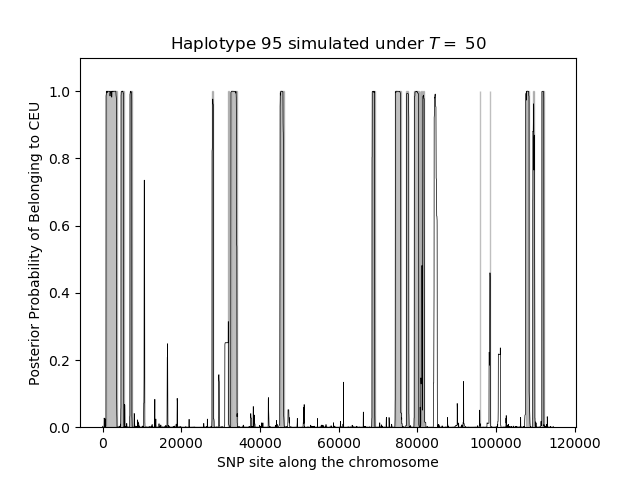 Haplotype 95 simulated under T = 50
Posterior Probability of Belonging to CEU
1.0
0.8
0.6
0.4
0.2
0.0
0 20000 40000 60000 80000 100000 120000
SNP site along the chromosome